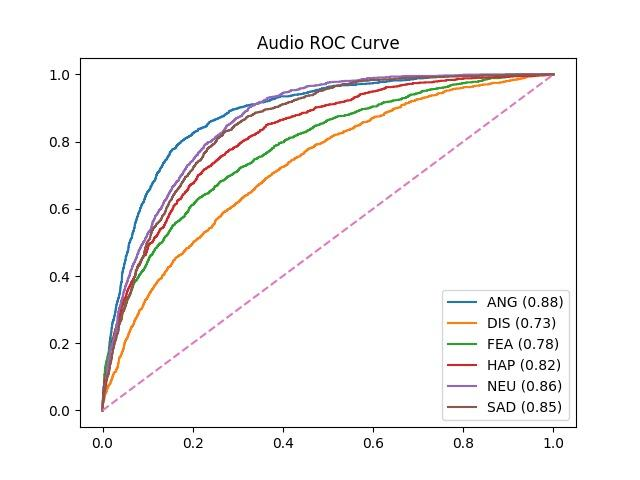 Audio ROC Curve
1.0
0.8
0.6
0.4
0.2
0.0
0.0 0.2 0.4 0.6 0.8 1.0
ANG (0.88)
DIS (0.73)
FEA (0.78)
HAP (0.82)
NEU (0.86)
SAD (0.85)